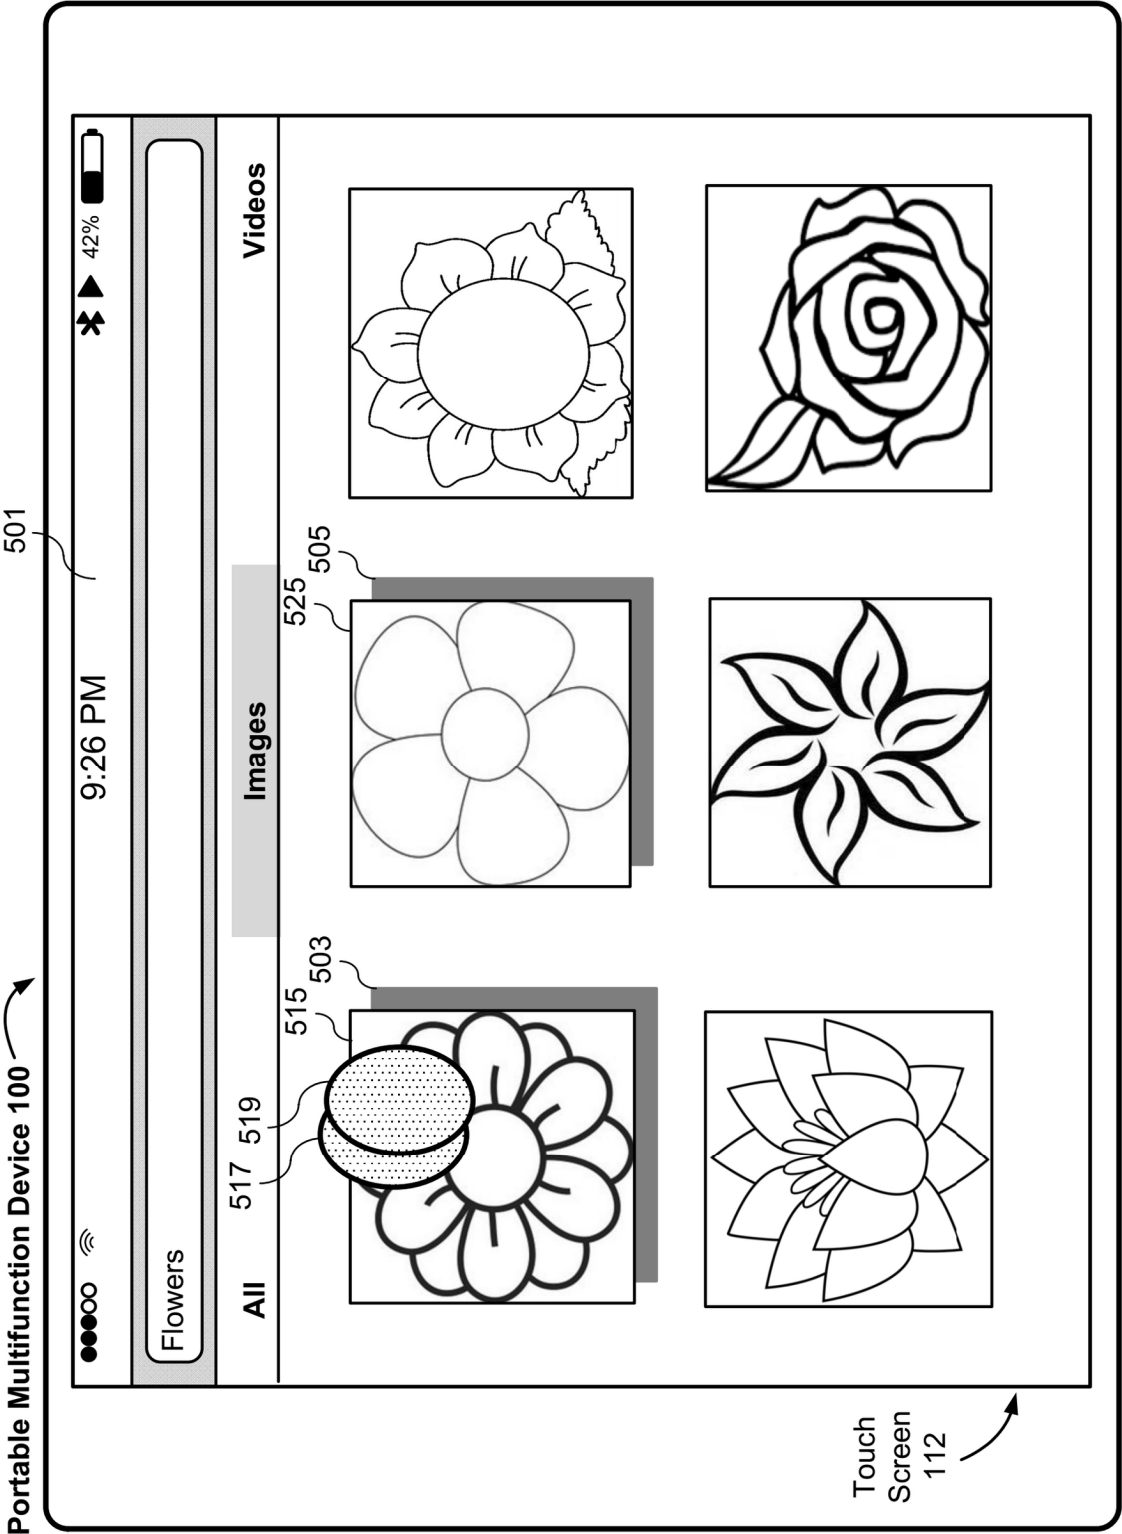 Portable Multifunction Device 100
501
9:26 PM
42%
Flowers
All
Images
Videos
517
519
515
503
525
505
Touch
Screen
112